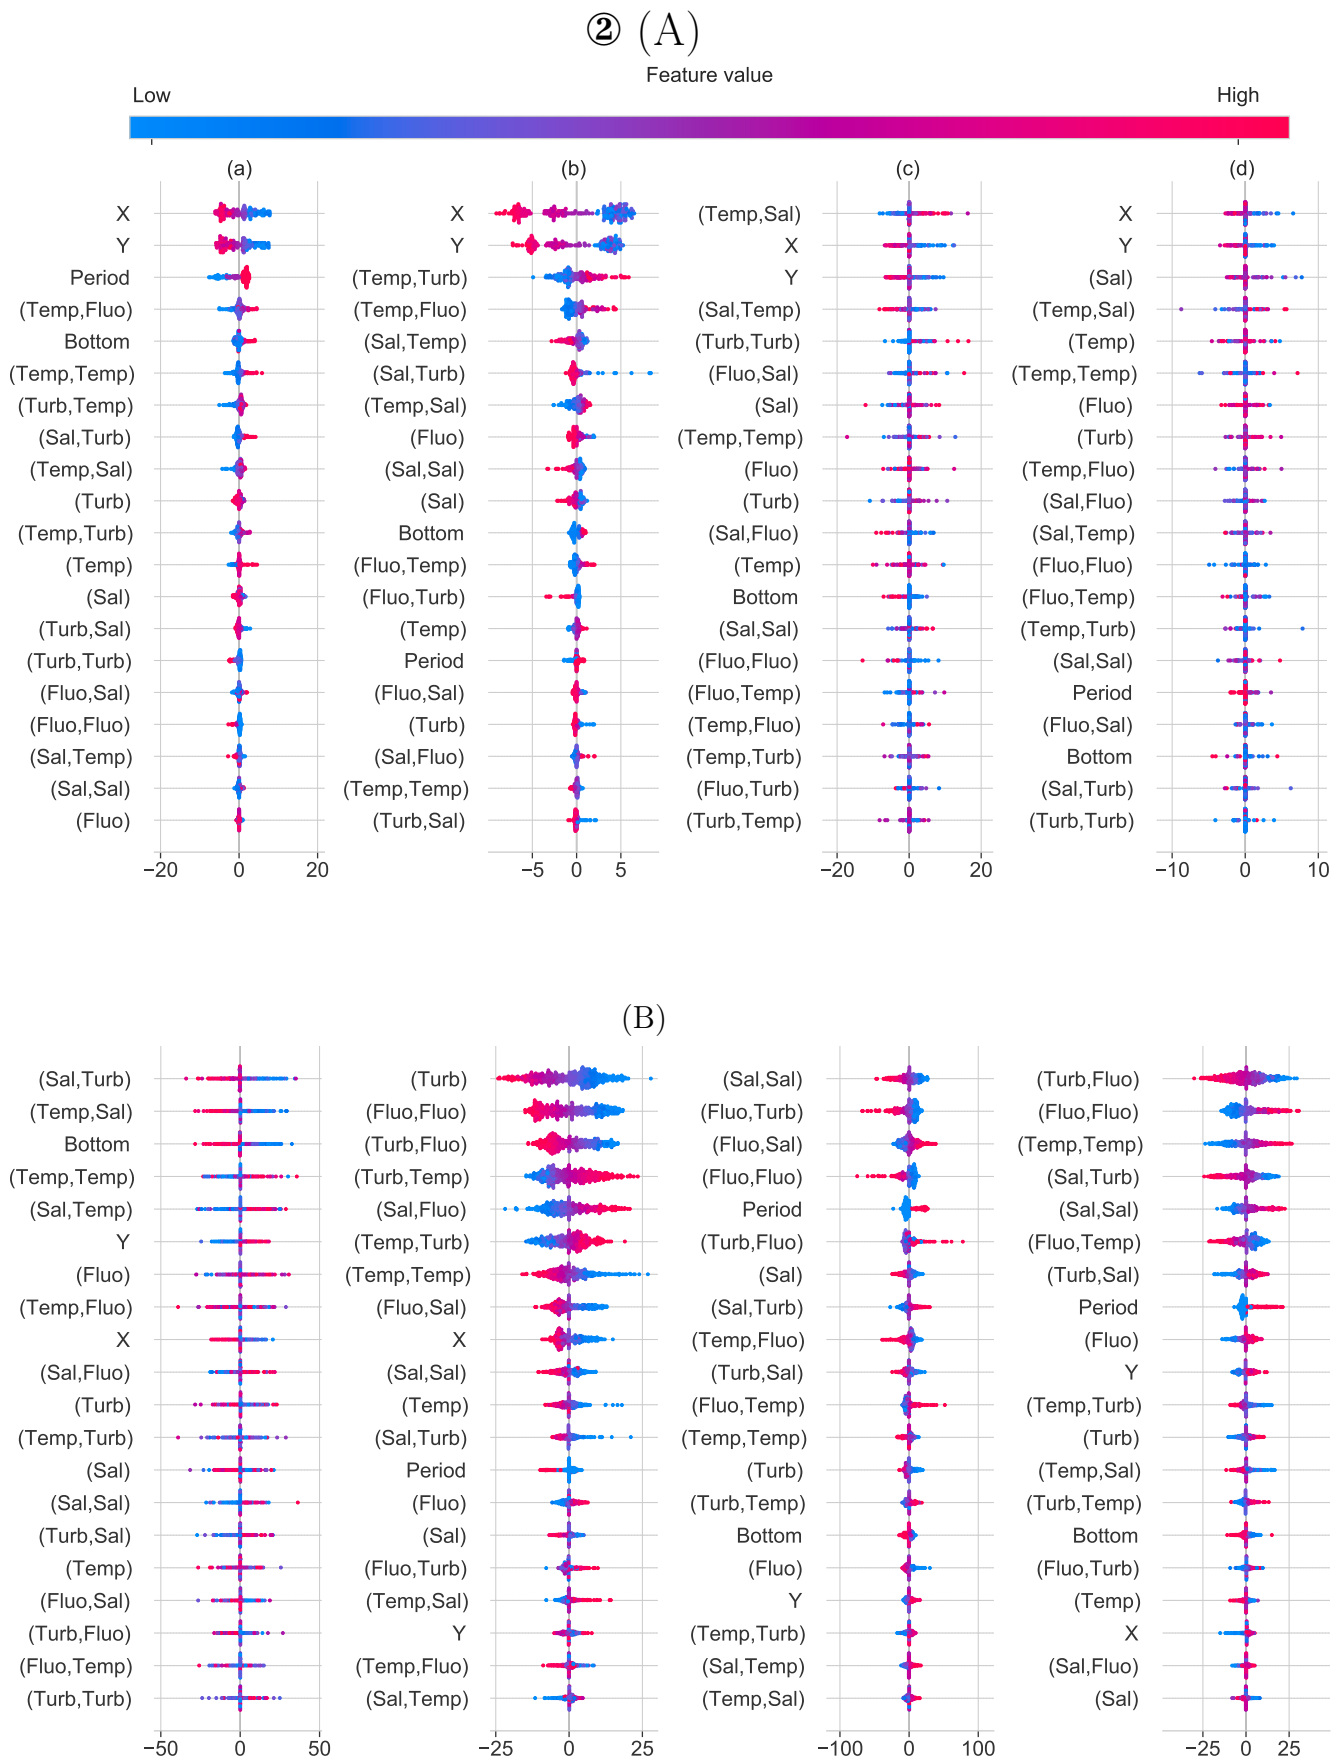 ② (A)
Feature value
Low High
(a) (b) (c) (d)
X X (Temp,Sal) X
Y Y X Y
Period (Temp,Turb) Y (Sal)
(Temp,Fluo) (Temp,Fluo) (Sal,Temp) (Temp,Sal)
Bottom (Sal,Temp) (Turb,Turb) (Temp)
(Temp,Temp) (Sal,Turb) (Fluo,Sal) (Temp,Temp)
(Turb,Temp) (Temp,Sal) (Sal) (Fluo)
(Sal,Turb) (Fluo) (Temp,Temp) (Turb)
(Temp,Sal) (Sal,Sal) (Fluo) (Temp,Fluo)
(Turb) (Sal) (Turb) (Sal,Fluo)
(Temp,Turb) Bottom (Sal,Fluo) (Sal,Temp)
(Temp) (Fluo,Temp) (Temp) (Fluo,Fluo)
(Sal) (Fluo,Turb) Bottom (Fluo,Temp)
(Turb,Sal) (Temp) (Sal,Sal) (Temp,Turb)
(Turb,Turb) Period (Fluo,Fluo) (Sal,Sal)
(Fluo,Sal) (Fluo,Sal) (Fluo,Temp) Period
(Fluo,Fluo) (Turb) (Temp,Fluo) (Fluo,Sal)
(Sal,Temp) (Sal,Fluo) (Temp,Turb) Bottom
(Sal,Sal) (Temp,Temp) (Fluo,Turb) (Sal,Turb)
(Fluo) (Turb,Sal) (Turb,Temp) (Turb,Turb)
−20 0 20 −5 0 5 −20 0 20 −10 0 10
(B)
(Sal,Turb) (Turb) (Sal,Sal) (Turb,Fluo)
(Temp,Sal) (Fluo,Fluo) (Fluo,Turb) (Fluo,Fluo)
Bottom (Turb,Fluo) (Fluo,Sal) (Temp,Temp)
(Temp,Temp) (Turb,Temp) (Fluo,Fluo) (Sal,Turb)
(Sal,Temp) (Sal,Fluo) Period (Sal,Sal)
Y (Temp,Turb) (Turb,Fluo) (Fluo,Temp)
(Fluo) (Temp,Temp) (Sal) (Turb,Sal)
(Temp,Fluo) (Fluo,Sal) (Sal,Turb) Period
X X (Temp,Fluo) (Fluo)
(Sal,Fluo) (Sal,Sal) (Turb,Sal) Y
(Turb) (Temp) (Fluo,Temp) (Temp,Turb)
(Temp,Turb) (Sal,Turb) (Temp,Temp) (Turb)
(Sal) Period (Turb) (Temp,Sal)
(Sal,Sal) (Fluo) (Turb,Temp) (Turb,Temp)
(Turb,Sal) (Sal) Bottom Bottom
(Temp) (Fluo,Turb) (Fluo) (Fluo,Turb)
(Fluo,Sal) (Temp,Sal) Y (Temp)
(Turb,Fluo) Y (Temp,Turb) X
(Fluo,Temp) (Temp,Fluo) (Sal,Temp) (Sal,Fluo)
(Turb,Turb) (Sal,Temp) (Temp,Sal) (Sal)
−50 0 50 −25 0 25 −100 0 100 −25 0 25